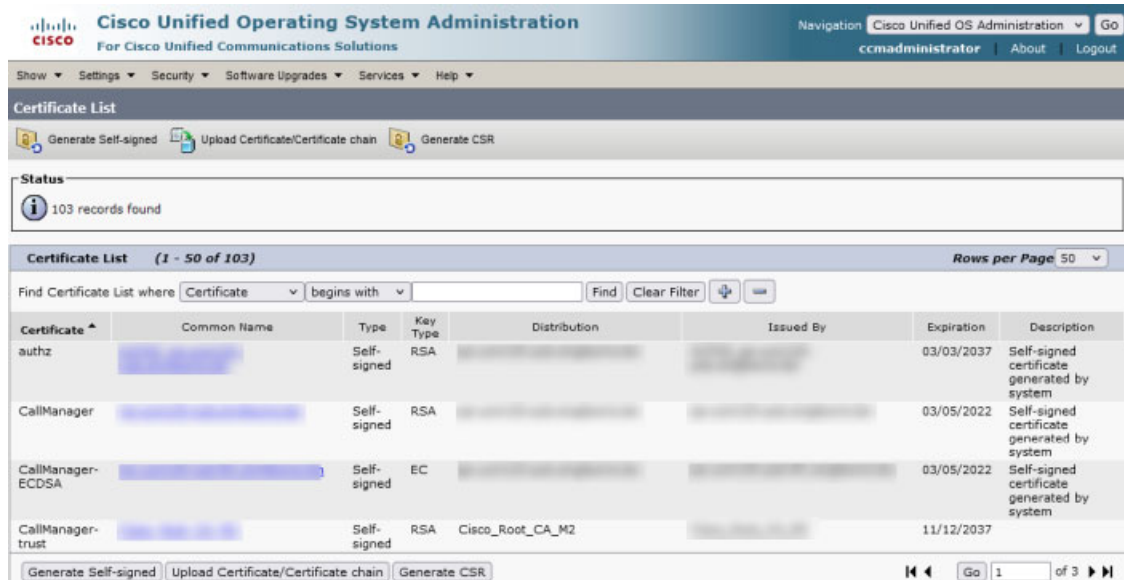 cisco
Cisco Unified Operating System Administration
For Cisco Unified Communications Solutions
Navigation Cisco Unified OS Administration Go
ccmadministrator About Logout
Show Settings Security Software Upgrades Services Help
Certificate List
Generate Self-signed Upload Certificate/Certificate chain Generate CSR
Status
103 records found
Certificate List (1 - 50 of 103) Rows per Page 50
Find Certificate List where Certificate begins with Find Clear Filter
Certificate Common Name Type Key Type Distribution Issued By Expiration Description
authz Self-signed RSA 03/03/2037 Self-signed certificate generated by system
CallManager Self-signed RSA 03/05/2022 Self-signed certificate generated by system
CallManager-ECDSA Self-signed EC 03/05/2022 Self-signed certificate generated by system
CallManager-trust Self-signed RSA Cisco_Root_CA_M2 11/12/2037
Generate Self-signed Upload Certificate/Certificate chain Generate CSR Go 1 of 3